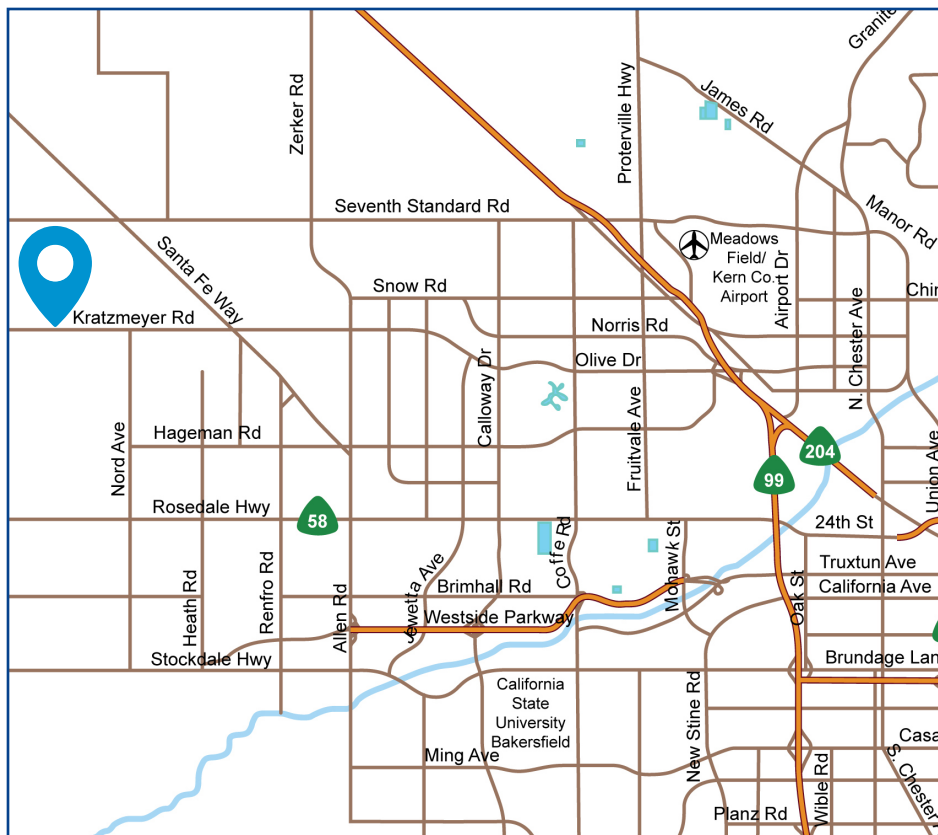 Granite
Zerker Rd
Proterville Hwy
James Rd
Seventh Standard Rd
Manor Rd
Santa Fe Way
Meadows
Field/
Kern Co.
Airport
Airport Dr
Snow Rd
N. Chester Ave
Kratzmeyer Rd
Norris Rd
Olive Dr
Calloway Dr
Fruitvale Ave
Nord Ave
Hageman Rd
204
99
Union Ave
Rosedale Hwy
58
24th St
Coffe Rd
Mohawk St
Truxtun Ave
Heath Rd
Renfro Rd
Allen Rd
Jewetta Ave
Brimhall Rd
Oak St
California Ave
Westside Parkway
Stockdale Hwy
Brundage Lan
California
State
University
Bakersfield
New Stine Rd
Casa
Ming Ave
Wible Rd
S. Chester
Planz Rd